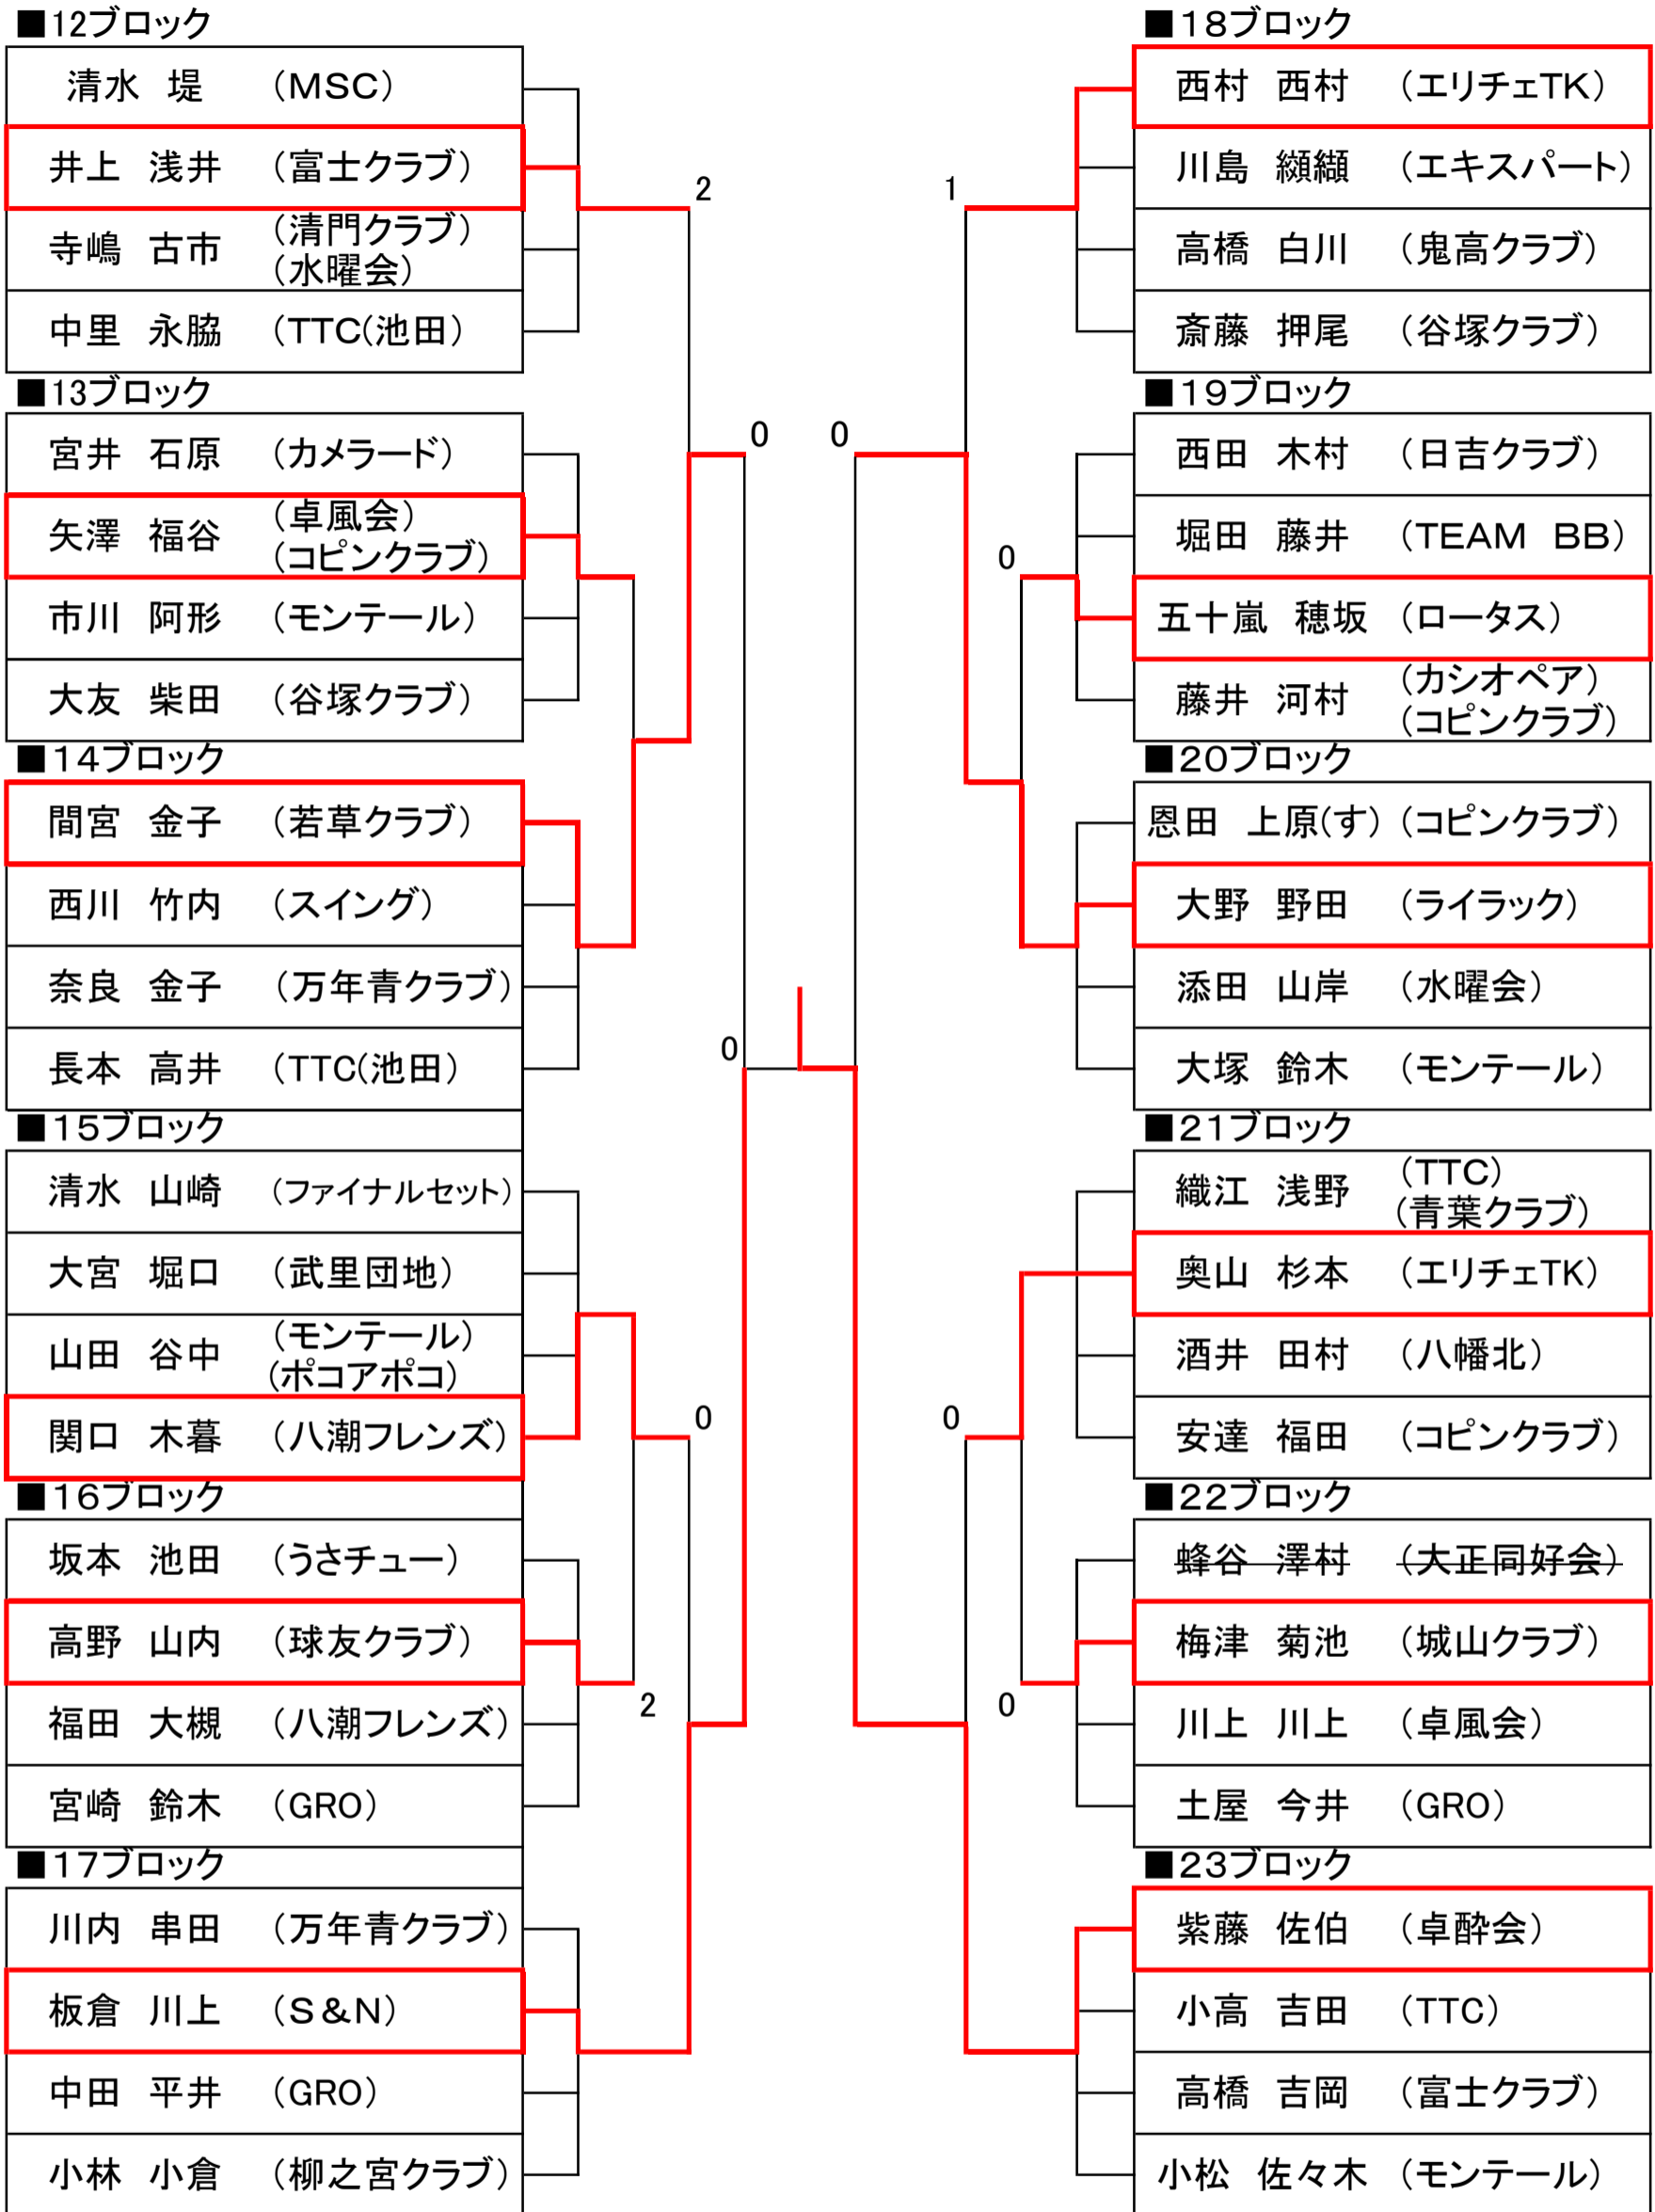 ■12ブロック
清水 堤 （MSC）
井上 浅井 （富士クラブ）
寺嶋 古市 （清門クラブ）
（水曜会）
中里 永脇 （TTC(池田）
■13ブロック
宮井 石原 （カメラード）
矢澤 福谷 （卓風会）
（コピンクラブ）
市川 阿形 （モンテール）
大友 柴田 （谷塚クラブ）
■14ブロック
間宮 金子 （若草クラブ）
西川 竹内 （スイング）
奈良 金子 （万年青クラブ）
長本 高井 （TTC(池田）
■15ブロック
清水 山崎 （ファイナルセット）
大宮 堀口 （武里団地）
山田 谷中 （モンテール）
（ポコアポコ）
関口 木暮 （八潮フレンズ）
■16ブロック
坂本 池田 （うさチュー）
高野 山内 （球友クラブ）
福田 大槻 （八潮フレンズ）
宮崎 鈴木 （GRO）
■17ブロック
川内 串田 （万年青クラブ）
板倉 川上 （S＆N）
中田 平井 （GRO）
小林 小倉 （柳之宮クラブ）
2
0
0
0
2
1
0
0
0
0
■18ブロック
西村 西村 （エリチェTK）
川島 纐纈 （エキスパート）
高橋 白川 （鬼高クラブ）
斎藤 押尾 （谷塚クラブ）
■19ブロック
西田 木村 （日吉クラブ）
堀田 藤井 （TEAM BB）
五十嵐 穂坂 （ロータス）
藤井 河村 （カシオペア）
（コピンクラブ）
■20ブロック
恩田 上原(す) （コピンクラブ）
大野 野田 （ライラック）
添田 山岸 （水曜会）
大塚 鈴木 （モンテール）
■21ブロック
織江 浅野 （TTC）
（青葉クラブ）
奥山 杉本 （エリチェTK）
酒井 田村 （八幡北）
安達 福田 （コピンクラブ）
■22ブロック
蜂谷 澤村 （大正同好会）
梅津 菊池 （城山クラブ）
川上 川上 （卓風会）
土屋 今井 （GRO）
■23ブロック
紫藤 佐伯 （卓酔会）
小高 吉田 （TTC）
高橋 吉岡 （富士クラブ）
小松 佐々木 （モンテール）